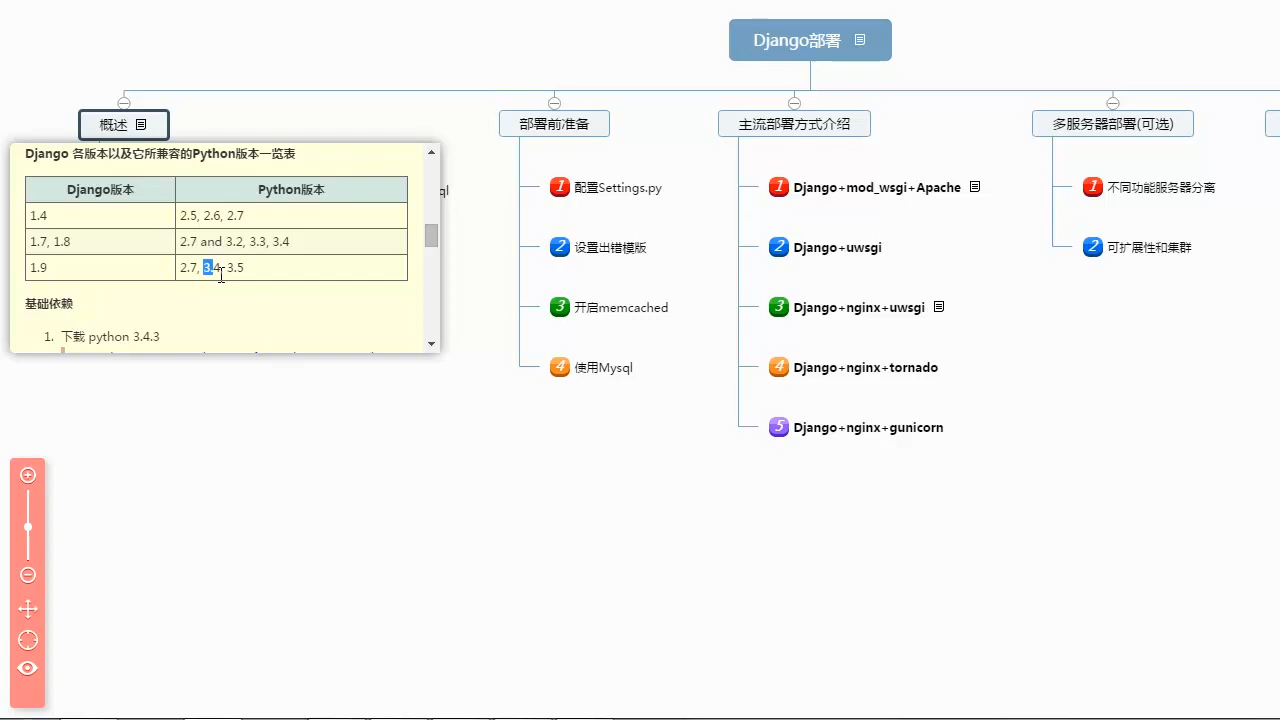 Django部署
概述
Django 各版本以及它所兼容的Python版本一览表
Django版本 Python版本
1.4 2.5, 2.6, 2.7
1.7, 1.8 2.7 and 3.2, 3.3, 3.4
1.9 2.7, 3.4, 3.5
基础依赖
1. 下载 python 3.4.3
ql
部署前准备
1 配置Settings.py
2 设置出错模版
3 开启memcached
4 使用Mysql
主流部署方式介绍
1 Django+mod_wsgi+Apache
2 Django+uwsgi
3 Django+nginx+uwsgi
4 Django+nginx+tornado
5 Django+nginx+gunicorn
多服务器部署(可选)
1 不同功能服务器分离
2 可扩展性和集群